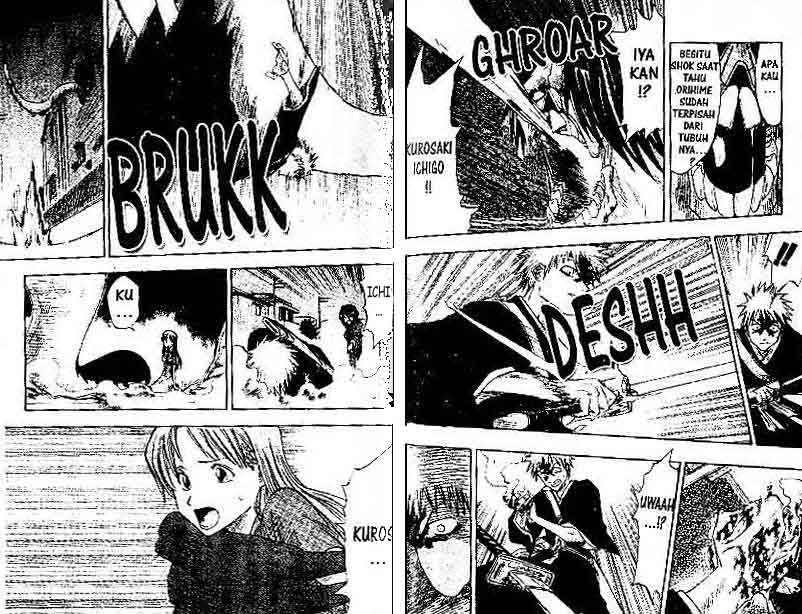 APA
KAU
...
BEGITU
SHOK SAAT
TAHU
ORIHIME
SUDAH
TERPISAH
DARI
TUBUH
NYA...
?
IYA
KAN !?
GHROAR
KUROSAKI
ICHIGO
!!
!!
DESHH
UWAAH
...!?
BRUKK
ICHI
...
KU
...
KUROS
...